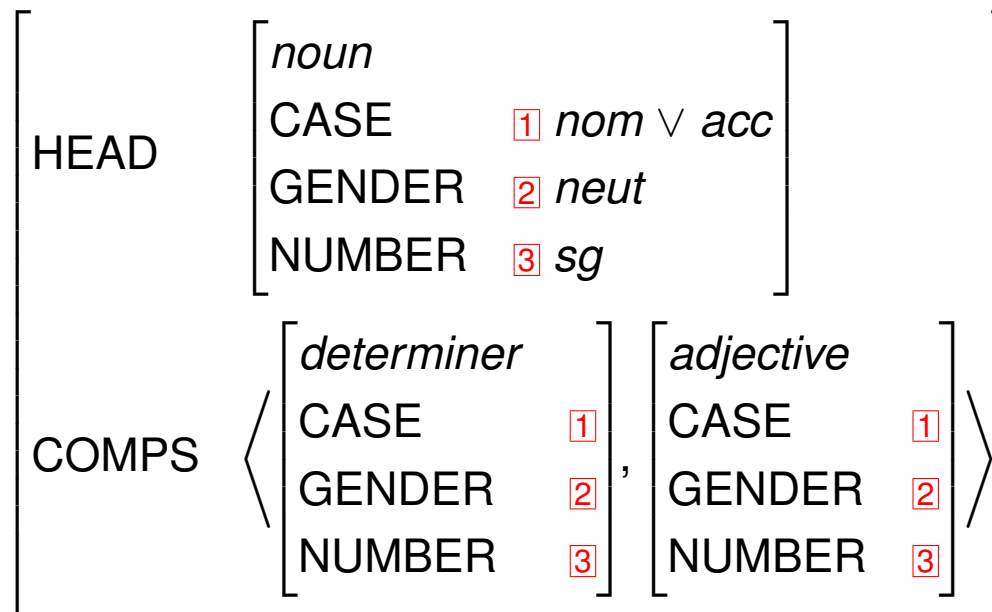 noun
CASE 1 nom ∨ acc
HEAD
GENDER 2 neut
NUMBER 3 sg
determiner adjective
CASE 1 CASE 1
COMPS ⟨ , ⟩
GENDER 2 GENDER 2
NUMBER 3 NUMBER 3